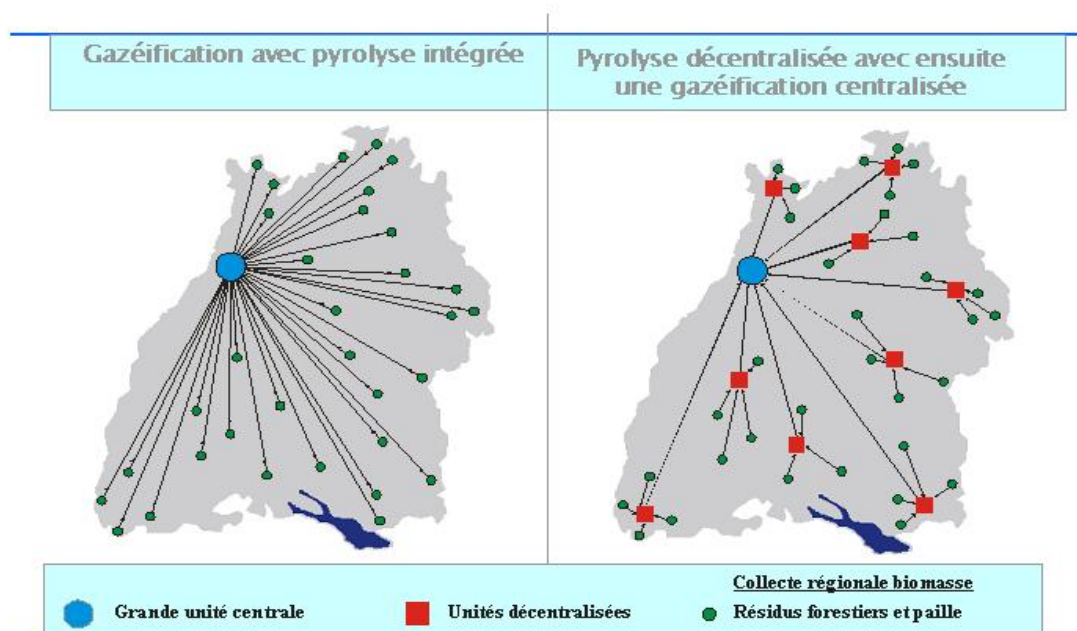 Gazéification avec pyrolyse intégrée
Pyrolyse décentralisée avec ensuite
une gazéification centralisée
Collecte régionale biomasse
Grande unité centrale
Unités décentralisées
Résidus forestiers et paille